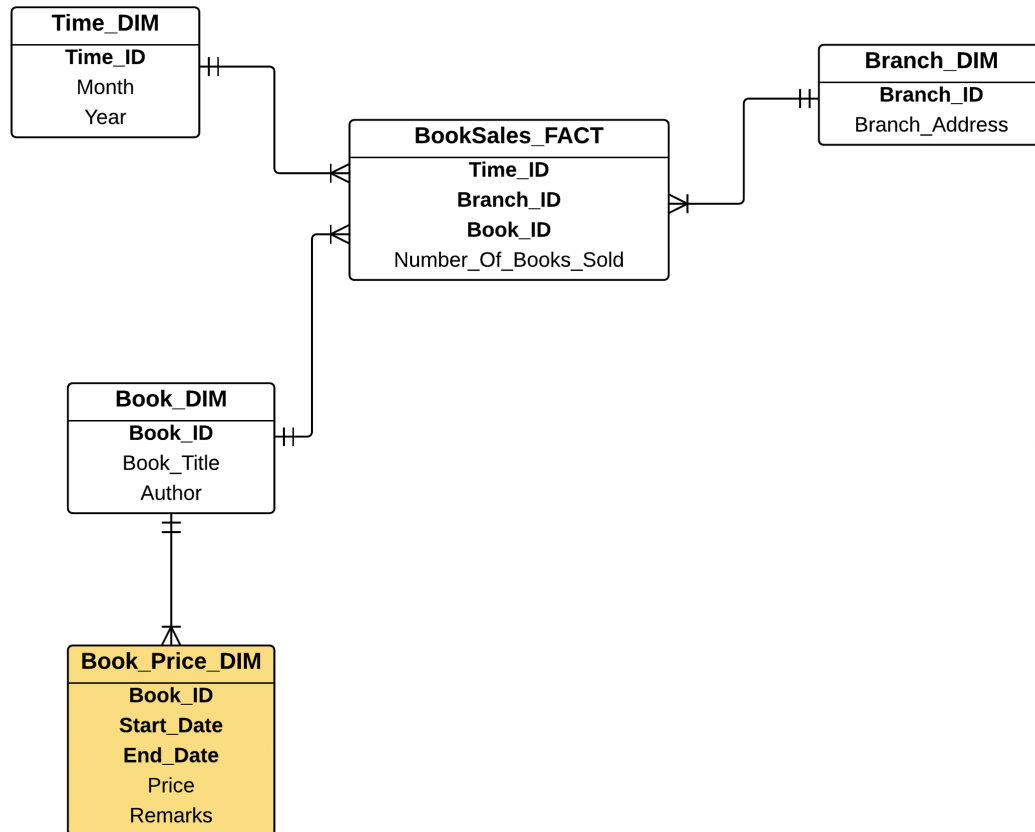 Time_DIM
Time_ID
Month
Year
Branch_DIM
Branch_ID
Branch_Address
BookSales_FACT
Time_ID
Branch_ID
Book_ID
Number_Of_Books_Sold
Book_DIM
Book_ID
Book_Title
Author
Book_Price_DIM
Book_ID
Start_Date
End_Date
Price
Remarks